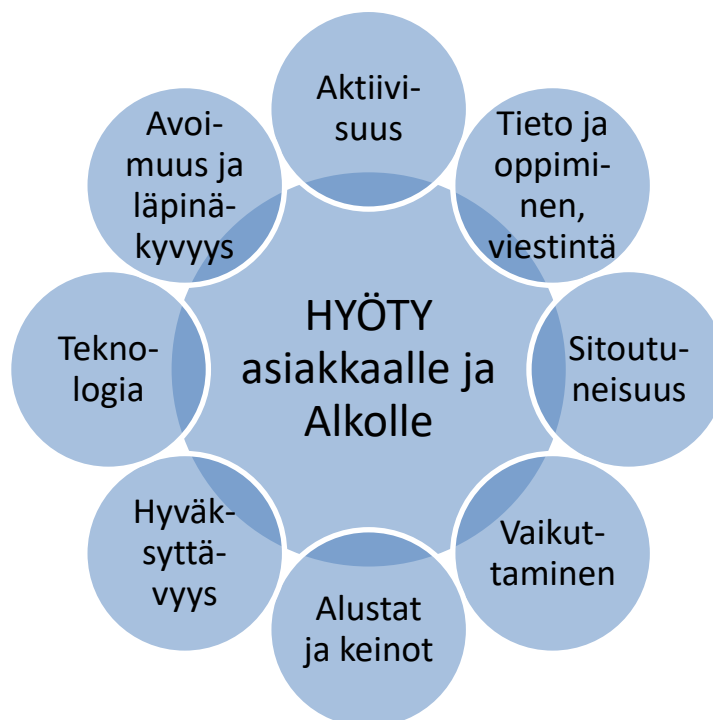 Aktiivi-
suus
Tieto ja
oppimi-
nen,
viestintä
Sitoutu-
neisuus
Vaikut-
taminen
Alustat
ja keinot
Hyväk-
syttä-
vyys
Tekno-
logia
Avoi-
muus ja
läpinä-
kyvyys
HYÖTY
asiakkaalle ja
Alkolle